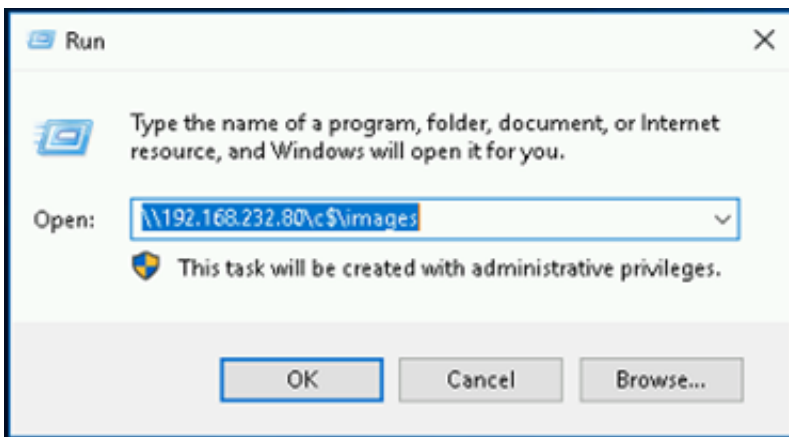 Run
Type the name of a program, folder, document, or Internet
resource, and Windows will open it for you.
Open: \\192.168.232.80\c$\images
This task will be created with administrative privileges.
OK Cancel Browse...